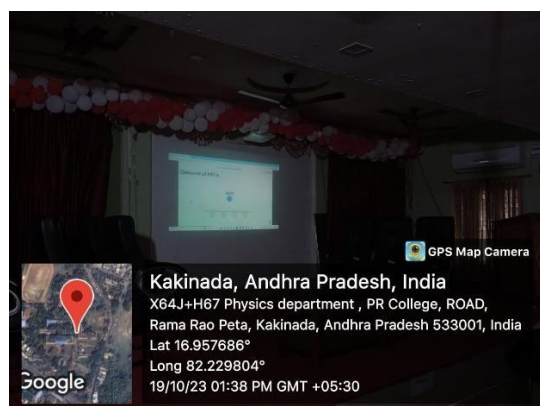 GPS Map Camera
Kakinada, Andhra Pradesh, India
X64J+H67 Physics department , PR College, ROAD,
Rama Rao Peta, Kakinada, Andhra Pradesh 533001, India
Lat 16.957686°
Long 82.229804°
19/10/23 01:38 PM GMT +05:30
Google